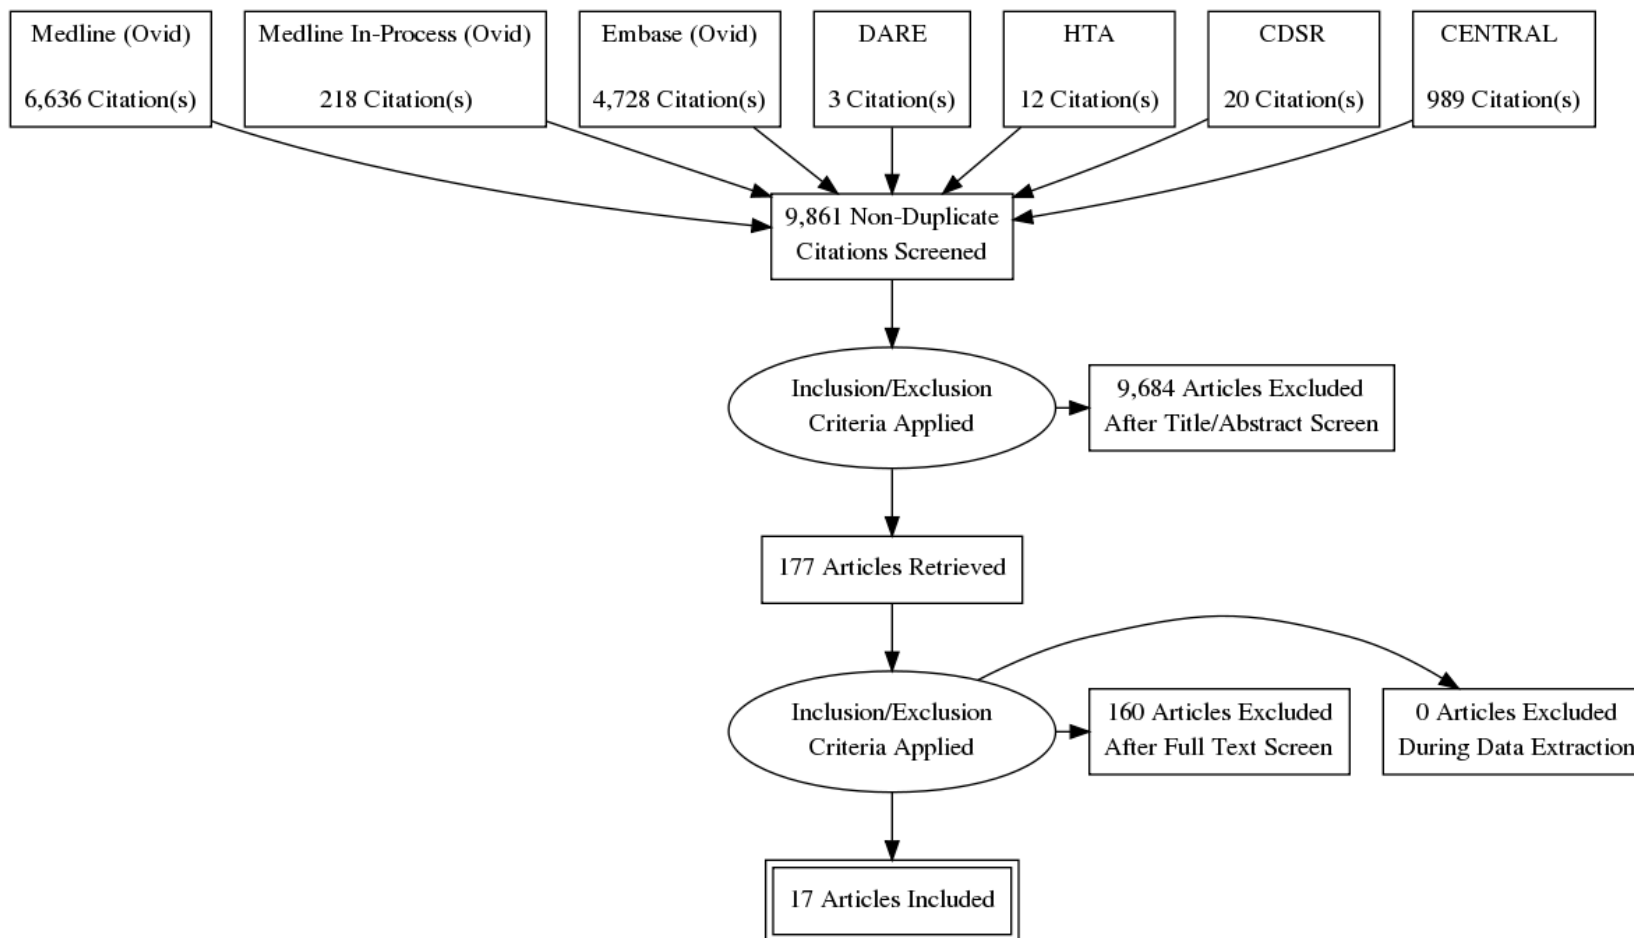 Medline (Ovid)
6,636 Citation(s)
Medline In-Process (Ovid)
218 Citation(s)
Embase (Ovid)
4,728 Citation(s)
DARE
3 Citation(s)
HTA
12 Citation(s)
CDSR
20 Citation(s)
CENTRAL
989 Citation(s)
9,861 Non-Duplicate
Citations Screened
Inclusion/Exclusion
Criteria Applied
9,684 Articles Excluded
After Title/Abstract Screen
177 Articles Retrieved
Inclusion/Exclusion
Criteria Applied
160 Articles Excluded
After Full Text Screen
0 Articles Excluded
During Data Extraction
17 Articles Included